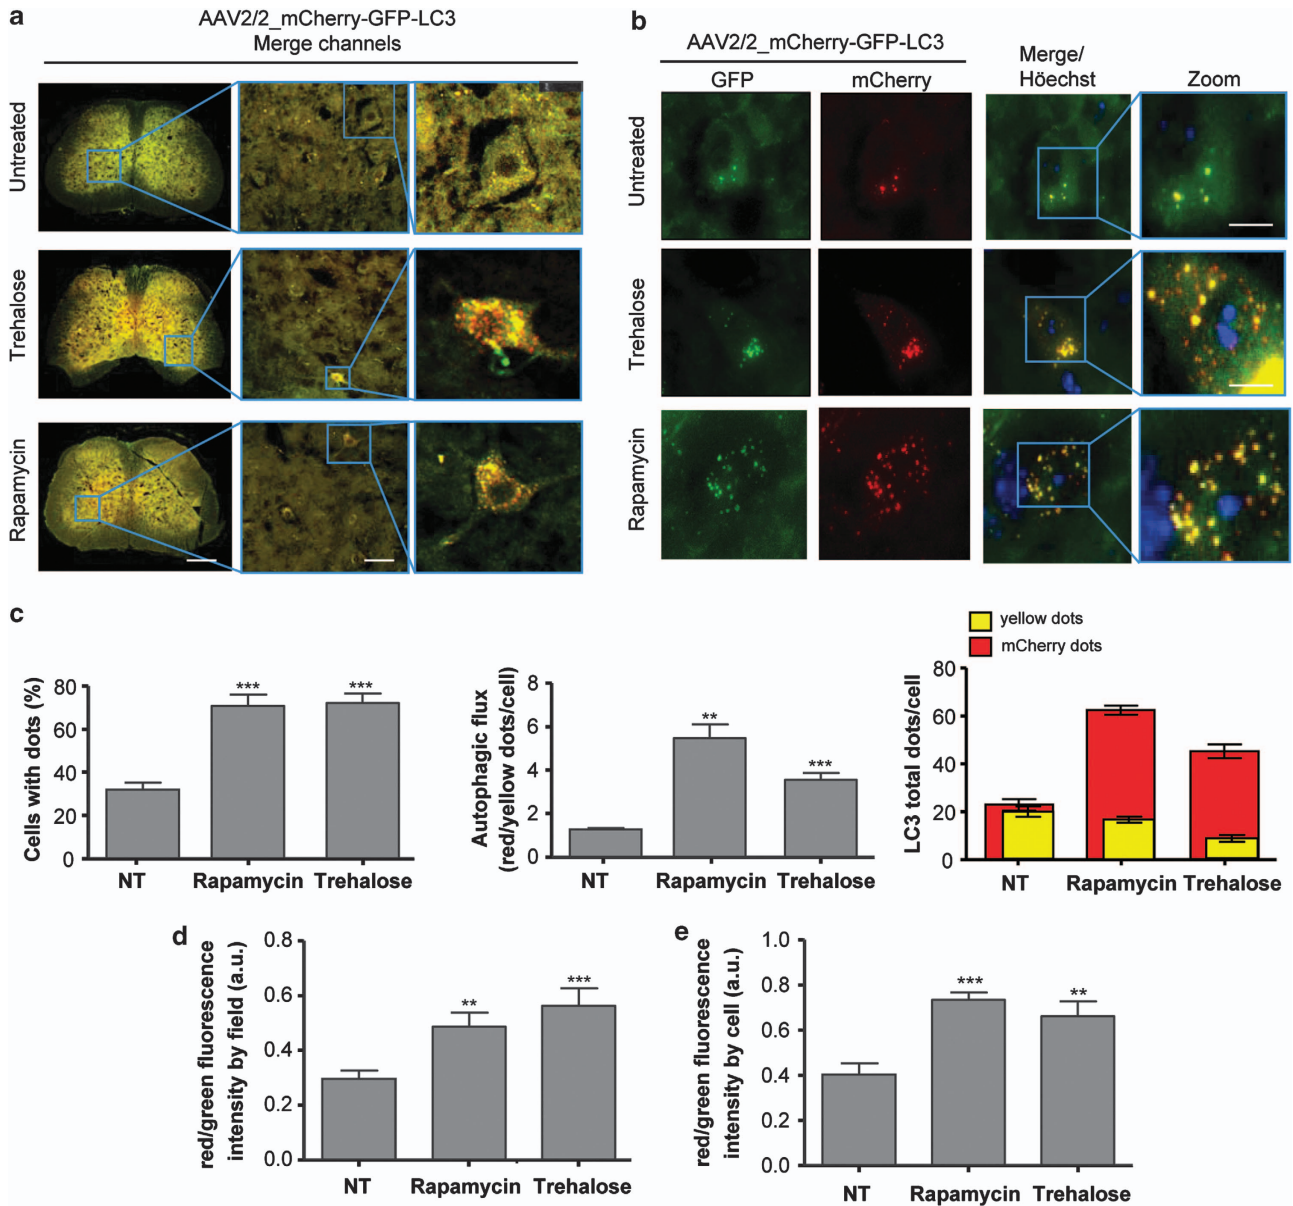 a
AAV2/2_mCherry-GFP-LC3
Merge channels
Untreated
Trehalose
Rapamycin
b
AAV2/2_mCherry-GFP-LC3
GFP
mCherry
Merge/
Höechst
Zoom
Untreated
Trehalose
Rapamycin
c
Cells with dots (%)
80
60
40
20
0
***
***
NT
Rapamycin
Trehalose
Autophagic flux
(red/yellow dots/cell)
8
6
4
2
0
**
***
NT
Rapamycin
Trehalose
yellow dots
mCherry dots
LC3 total dots/cell
80
60
40
20
0
NT
Rapamycin
Trehalose
d
red/green fluorescence
intensity by field (a.u.)
0.8
0.6
0.4
0.2
0.0
**
***
NT
Rapamycin
Trehalose
e
red/green fluorescence
intensity by cell (a.u.)
1.0
0.8
0.6
0.4
0.2
0.0
***
**
NT
Rapamycin
Trehalose